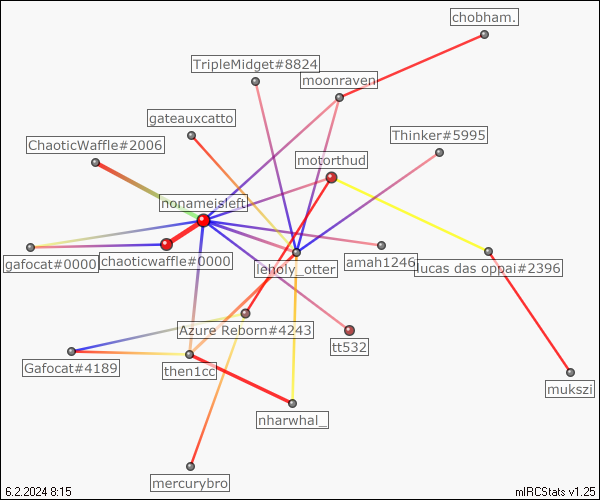 chobham.
TripleMidget#8824
moonraven
gateauxcatto
Thinker#5995
ChaoticWaffle#2006
motorthud
nonameisleft
gafocat#0000
chaoticwaffle#0000
leholy_otter
amah1246
lucas das oppai#2396
Azure Reborn#4243
tt532
Gafocat#4189
then1cc
mukszi
nharwhal_
mercurybro
6.2.2024 8:15
mIRCStats v1.25